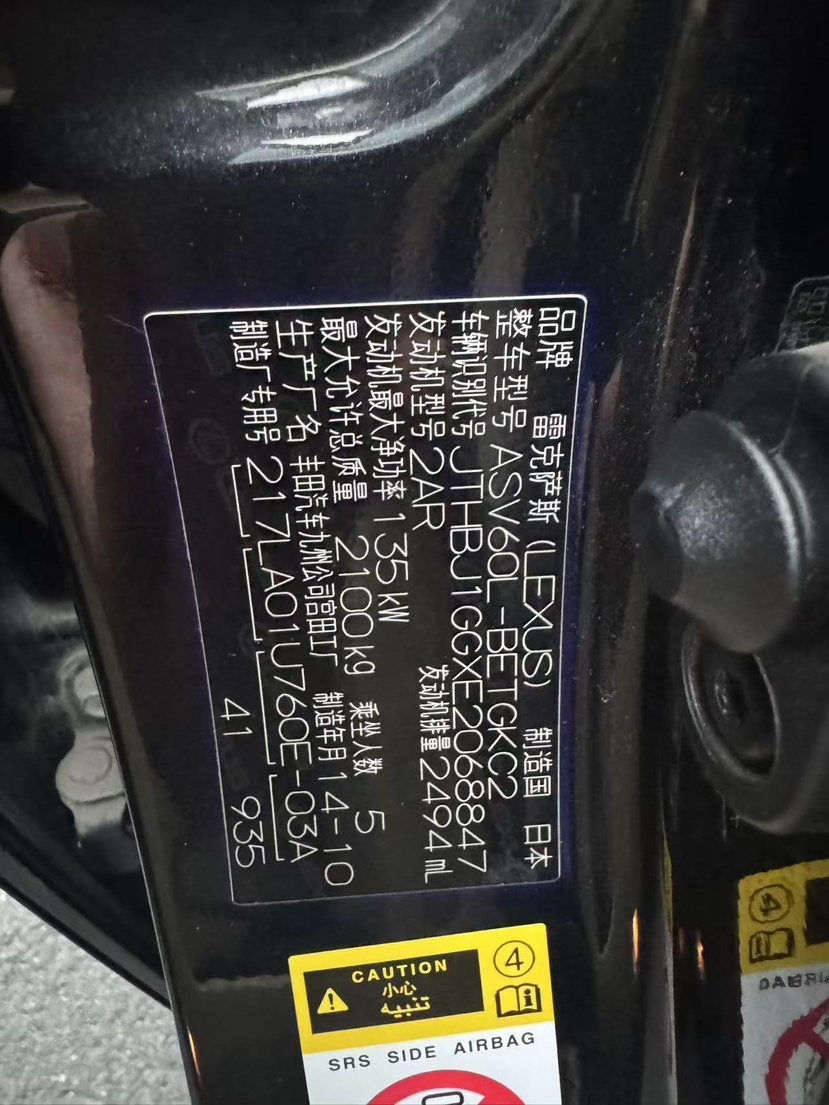 品牌 雷克萨斯 (LEXUS) 制造国 日本
整车型号 ASV60L-BETGKC2
车辆识别代号 JTHBJ1GGXE2068847
发动机型号 2AR 发动机排量 2494 ml
发动机最大净功率 135 kW
最大允许总质量 2100 kg 乘坐人数 5
生产厂名 丰田汽车九州公司宫田工厂 制造年月 14-10
制造厂专用号 217LA01U760E-03A
41 935
4
CAUTION
小心
تنبيه
SRS SIDE AIRBAG